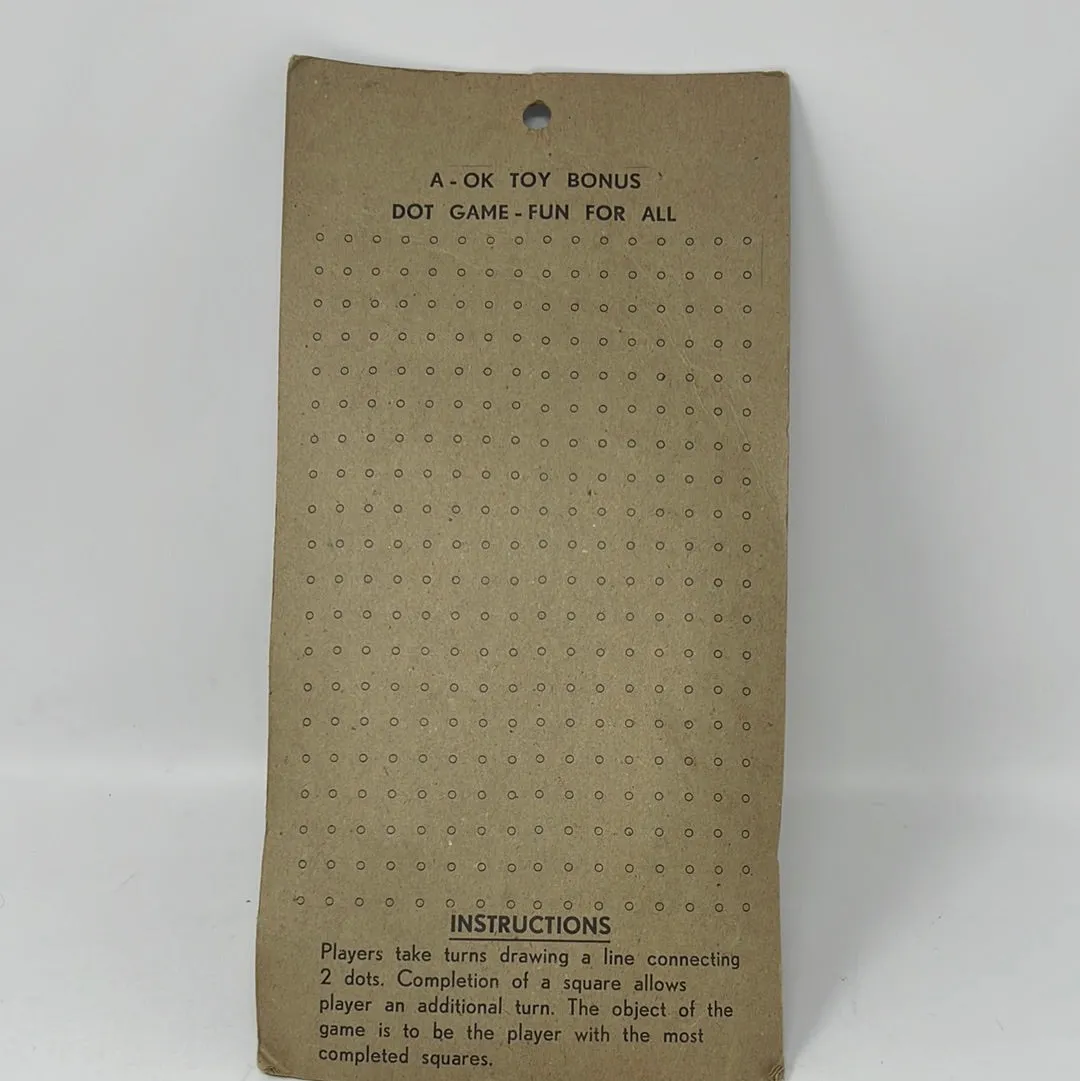 A-OK TOY BONUS
DOT GAME-FUN FOR ALL
INSTRUCTIONS
Players take turns drawing a line connecting
2 dots. Completion of a square allows
player an additional turn. The object of the
game is to be the player with the most
completed squares.